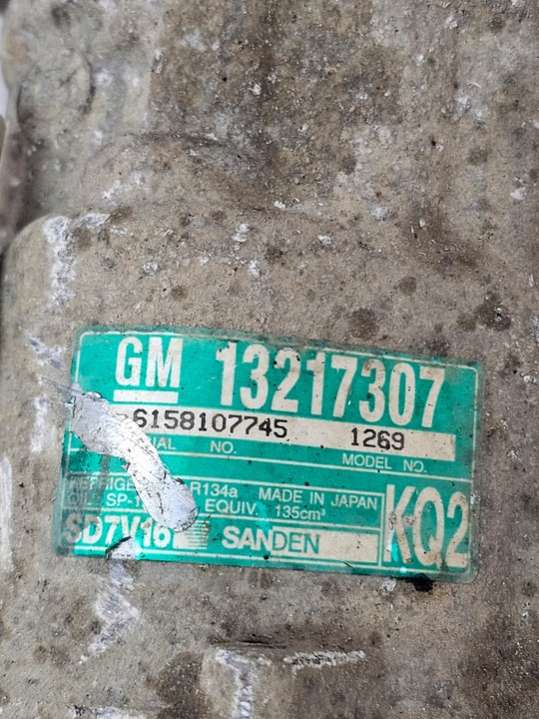 GM 13217307
6158107745 1269
NO. MODEL NO.
R134a MADE IN JAPAN
SP-1 EQUIV. 135cm³ KQ2
SD7V16 SANDEN